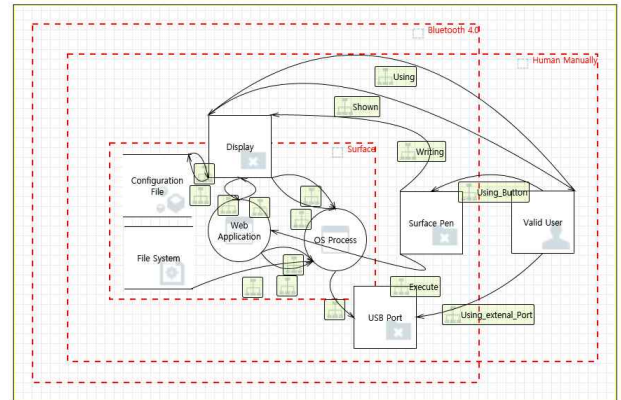 Bluetooth 4.0
Human Manually
Using
Shown
Display
Surface
Writing
Configuration
File
Using_Button
Web
Application
OS Process
Surface Pen
Valid User
File System
Execute
USB Port
Using_extenal_Port